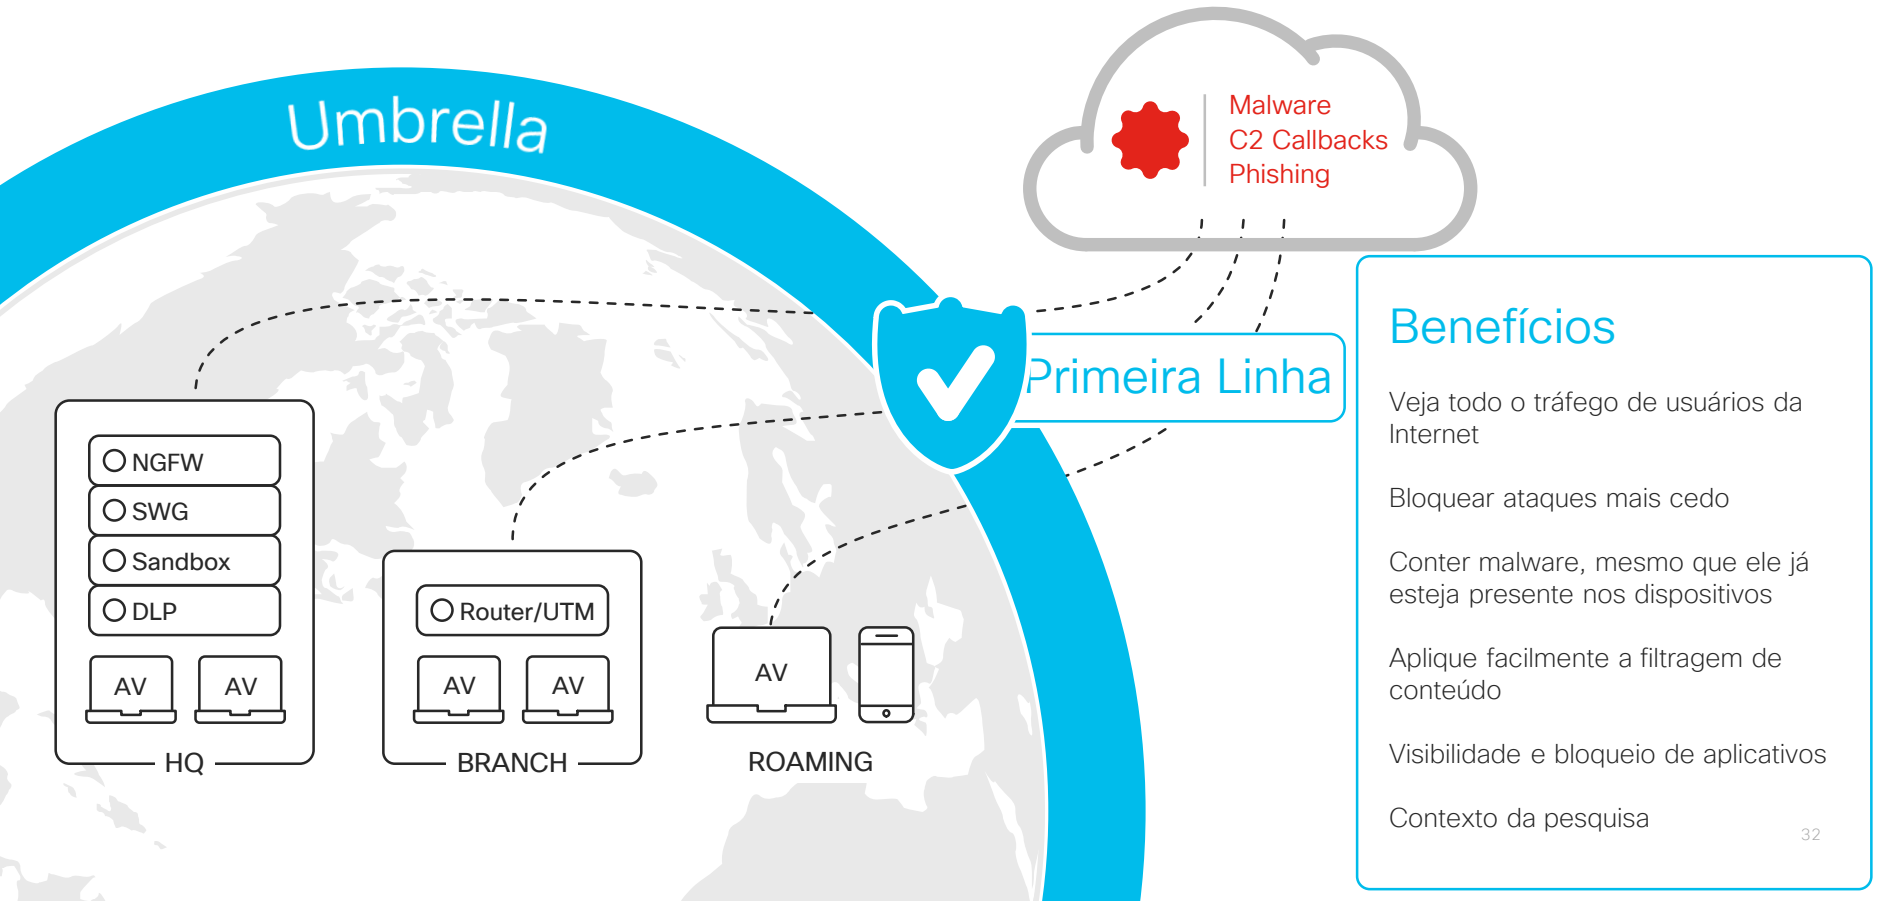 Umbrella
Malware
C2 Callbacks
Phishing
Primeira Linha
NGFW
SWG
Sandbox
DLP
AV
AV
HQ
Router/UTM
AV
AV
BRANCH
AV
ROAMING
Benefícios
Veja todo o tráfego de usuários da
Internet
Bloquear ataques mais cedo
Conter malware, mesmo que ele já
esteja presente nos dispositivos
Aplique facilmente a filtragem de
conteúdo
Visibilidade e bloqueio de aplicativos
Contexto da pesquisa
32